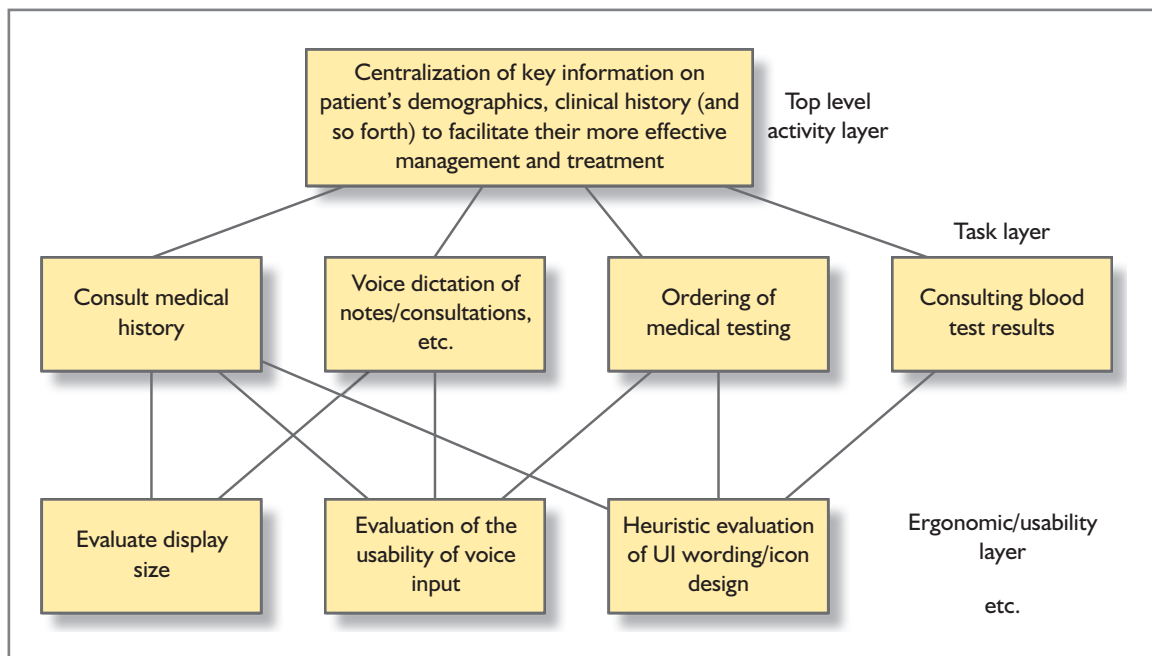 Centralization of key information on
patient's demographics, clinical history (and
so forth) to facilitate their more effective
management and treatment
Top level
activity layer
Task layer
Consult medical
history
Voice dictation of
notes/consultations,
etc.
Ordering of
medical testing
Consulting blood
test results
Evaluate display
size
Evaluation of the
usability of voice
input
Heuristic evaluation
of UI wording/icon
design
Ergonomic/usability
layer
etc.